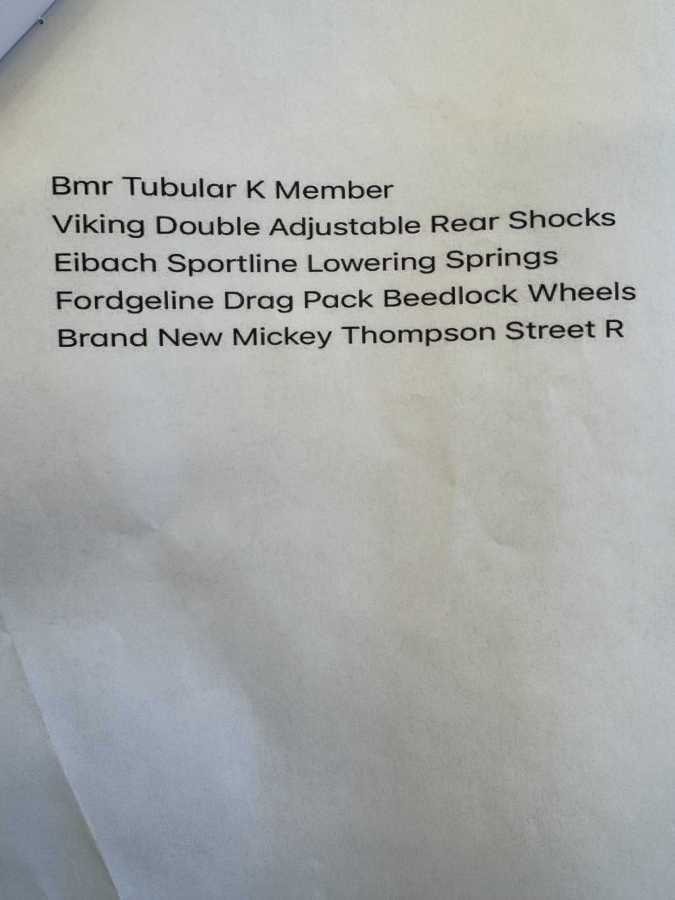 Bmr Tubular K Member
Viking Double Adjustable Rear Shocks
Eibach Sportline Lowering Springs
Fordgeline Drag Pack Beedlock Wheels
Brand New Mickey Thompson Street R